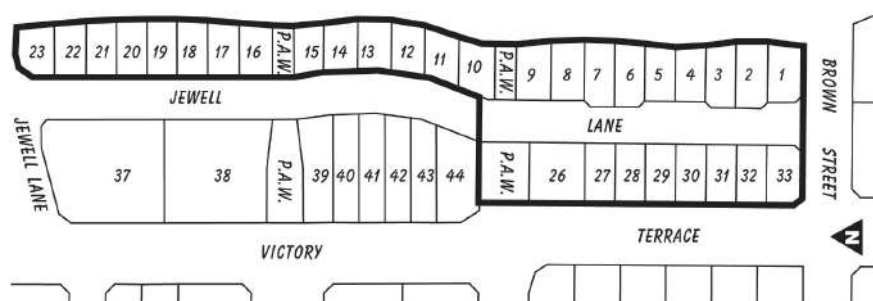 23 22 21 20 19 18 17 16 P.A.W. 15 14 13 12 11 10 P.A.W. 9 8 7 6 5 4 3 2 1
BROWN STREET
JEWELL LANE
JEWELL LANE
37 38 P.A.W. 39 40 41 42 43 44 P.A.W. 26 27 28 29 30 31 32 33
VICTORY TERRACE
N